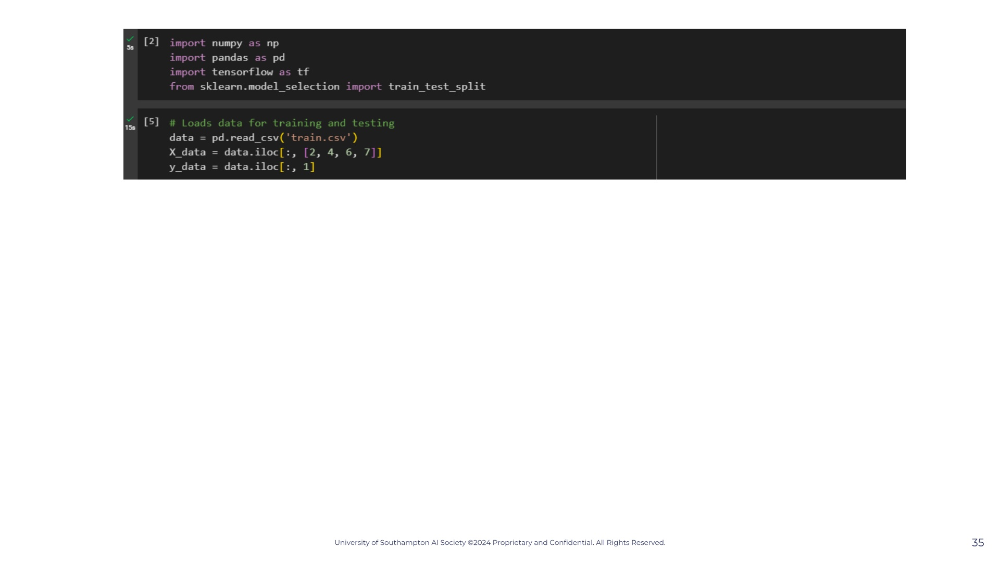 [2] import numpy as np
5s
import pandas as pd
import tensorflow as tf
from sklearn.model_selection import train_test_split
[5] # Loads data for training and testing
15s
data = pd.read_csv('train.csv')
X_data = data.iloc[:, [2, 4, 6, 7]]
y_data = data.iloc[:, 1]
University of Southampton AI Society ©2024 Proprietary and Confidential. All Rights Reserved.
35